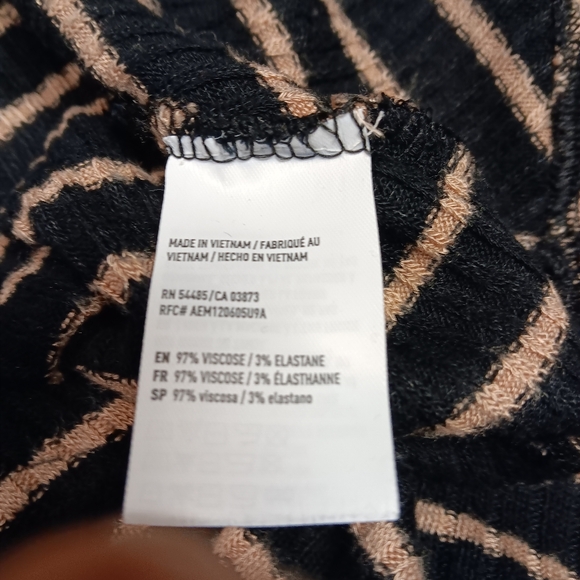 MADE IN VIETNAM / FABRIQUÉ AU
VIETNAM / HECHO EN VIETNAM
RN 54485/CA 03873
RFC# AEM120605U9A
EN 97% VISCOSE / 3% ELASTANE
FR 97% VISCOSE / 3% ÉLASTHANNE
SP 97% viscosa / 3% elastano